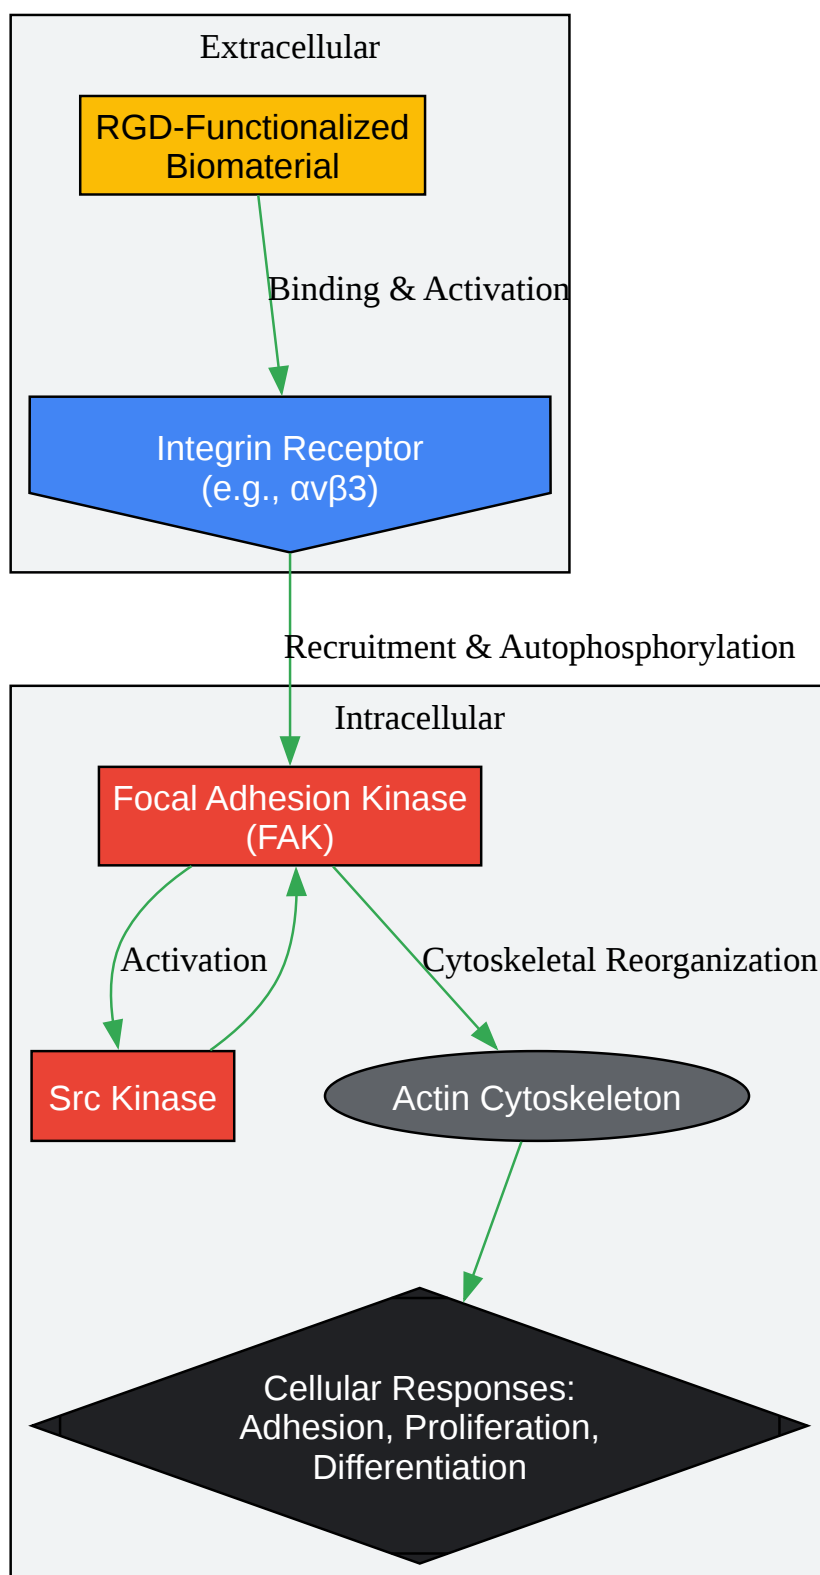 Extracellular
RGD-Functionalized
Biomaterial
Binding & Activation
Integrin Receptor
(e.g., αvβ3)
Recruitment & Autophosphorylation
Intracellular
Focal Adhesion Kinase
(FAK)
Activation
Cytoskeletal Reorganization
Src Kinase
Actin Cytoskeleton
Cellular Responses:
Adhesion, Proliferation,
Differentiation